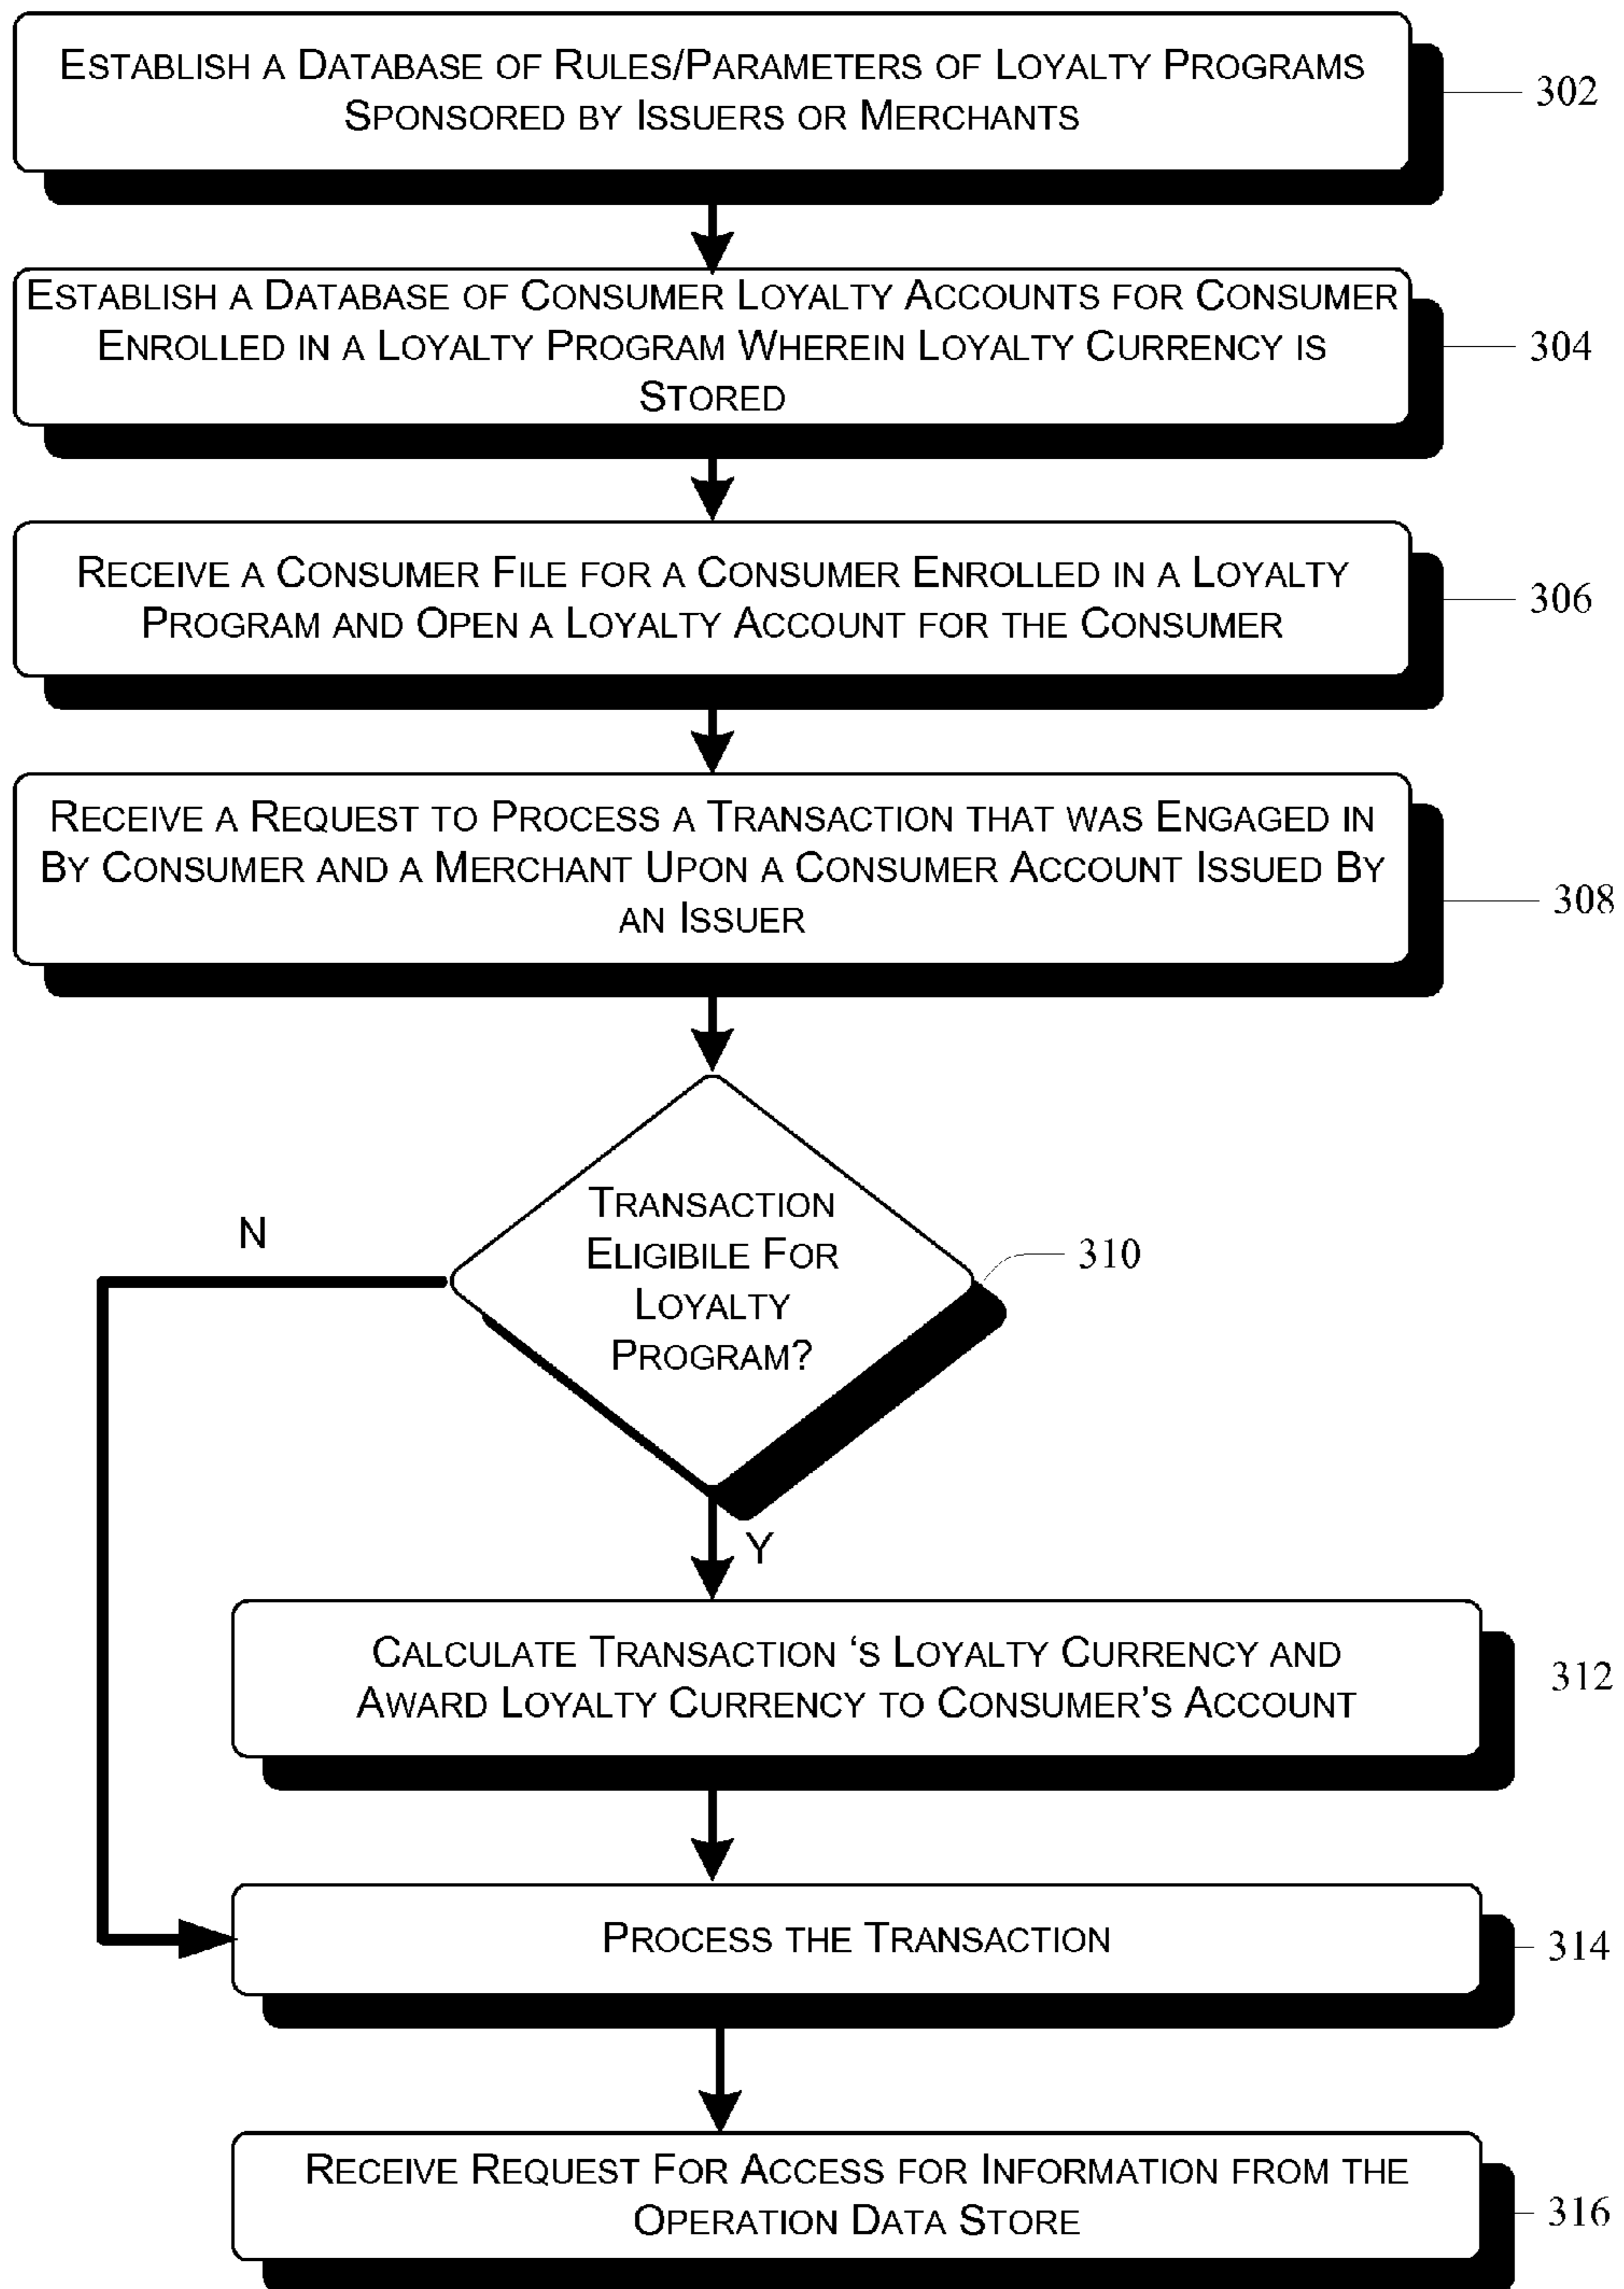 ESTABLISH A DATABASE OF RULES/PARAMETERS OF LOYALTY PROGRAMS
SPONSORED BY ISSUERS OR MERCHANTS
302
ESTABLISH A DATABASE OF CONSUMER LOYALTY ACCOUNTS FOR CONSUMER
ENROLLED IN A LOYALTY PROGRAM WHEREIN LOYALTY CURRENCY IS
STORED
304
RECEIVE A CONSUMER FILE FOR A CONSUMER ENROLLED IN A LOYALTY
PROGRAM AND OPEN A LOYALTY ACCOUNT FOR THE CONSUMER
306
RECEIVE A REQUEST TO PROCESS A TRANSACTION THAT WAS ENGAGED IN
BY CONSUMER AND A MERCHANT UPON A CONSUMER ACCOUNT ISSUED BY
AN ISSUER
308
TRANSACTION
ELIGIBILE FOR
LOYALTY
PROGRAM?
310
N
Y
CALCULATE TRANSACTION 'S LOYALTY CURRENCY AND
AWARD LOYALTY CURRENCY TO CONSUMER'S ACCOUNT
312
PROCESS THE TRANSACTION
314
RECEIVE REQUEST FOR ACCESS FOR INFORMATION FROM THE
OPERATION DATA STORE
316